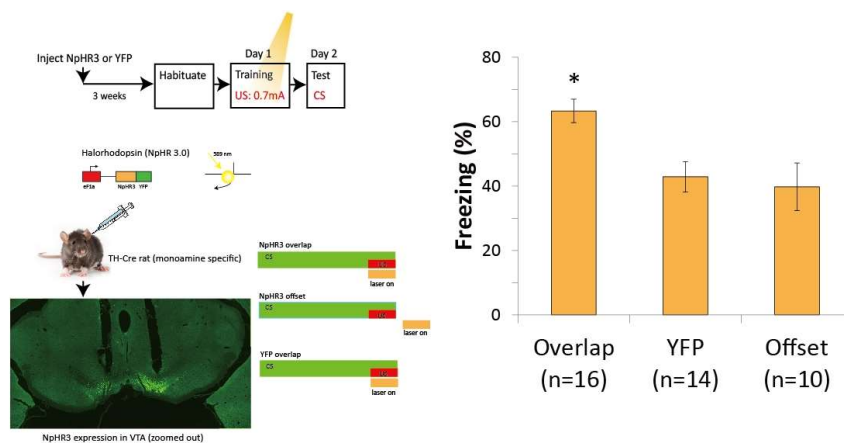 Inject NpHR3 or YFP
3 weeks
Habituate
Day 1
Training
US: 0.7mA
Day 2
Test
CS
Halorhodopsin (NpHR 3.0)
589 nm
eF1a
NpHR3
YFP
TH-Cre rat (monoamine specific)
NpHR3 expression in VTA (zoomed out)
NpHR3 overlap
CS
US
laser on
NpHR3 offset
CS
US
laser on
YFP overlap
CS
US
laser on
Freezing (%)
80
60
40
20
0
*
Overlap
(n=16)
YFP
(n=14)
Offset
(n=10)